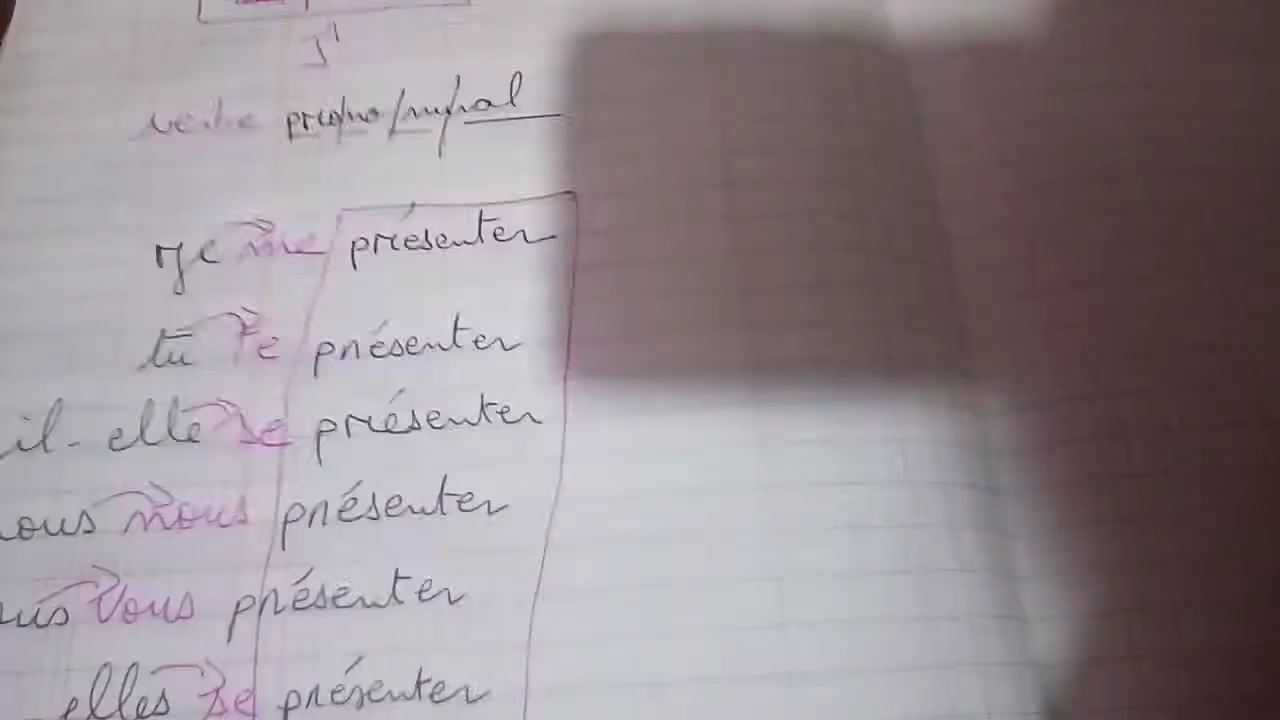 J'
verbe pronominal
je me présenter
tu te présenter
il - elle se présenter
nous nous présenter
vous présenter
elles se présenter